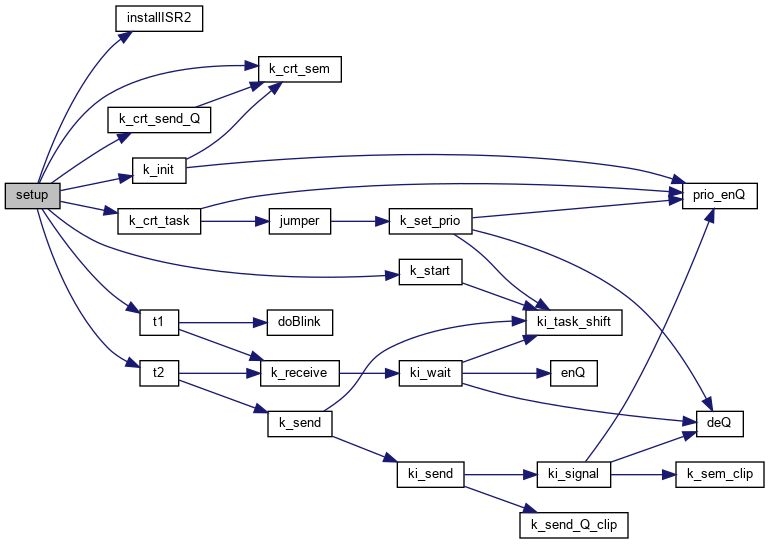 installISR2
k_crt_sem
k_crt_send_Q
k_init
setup
prio_enQ
k_crt_task
jumper
k_set_prio
k_start
t1
doBlink
ki_task_shift
t2
k_receive
ki_wait
enQ
k_send
deQ
ki_send
ki_signal
k_sem_clip
k_send_Q_clip